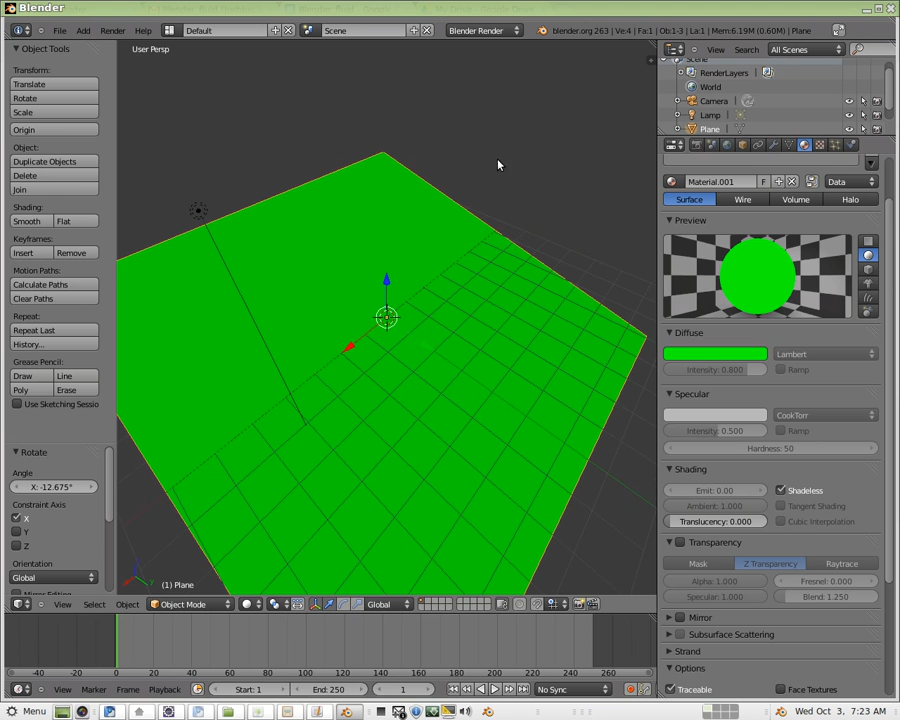 Blender
File Add Render Help Default Scene Blender Render blender.org 263 | Ve:4 | Fa:1 | Ob:1-3 | La:1 | Mem:6.19M (0.60M) | Plane
User Persp
Object Tools
Transform:
Translate
Rotate
Scale
Origin
Object:
Duplicate Objects
Delete
Join
Shading:
Smooth Flat
Keyframes:
Insert Remove
Motion Paths:
Calculate Paths
Clear Paths
Repeat:
Repeat Last
History...
Grease Pencil:
Draw Line
Poly Erase
Use Sketching Sessio
Rotate
Angle
X: -12.675°
Constraint Axis
X
Y
Z
Orientation
Global
(1) Plane
View Select Object Object Mode Global
View Search All Scenes
Scene
RenderLayers
World
Camera
Lamp
Plane
Material.001 F Data
Surface Wire Volume Halo
Preview
Diffuse
Lambert
Intensity: 0.800 Ramp
Specular
CookTorr
Intensity: 0.500 Ramp
Hardness: 50
Shading
Emit: 0.00 Shadeless
Ambient: 1.000 Tangent Shading
Translucency: 0.000 Cubic Interpolation
Transparency
Mask Z Transparency Raytrace
Alpha: 1.000 Fresnel: 0.000
Specular: 1.000 Blend: 1.250
Mirror
Subsurface Scattering
Strand
Options
Traceable Face Textures
-40 -20 0 20 40 60 80 100 120 140 160 180 200 220 240 260
View Marker Frame Playback Start: 1 End: 250 1 No Sync
Menu Wed Oct 3, 7:23 AM